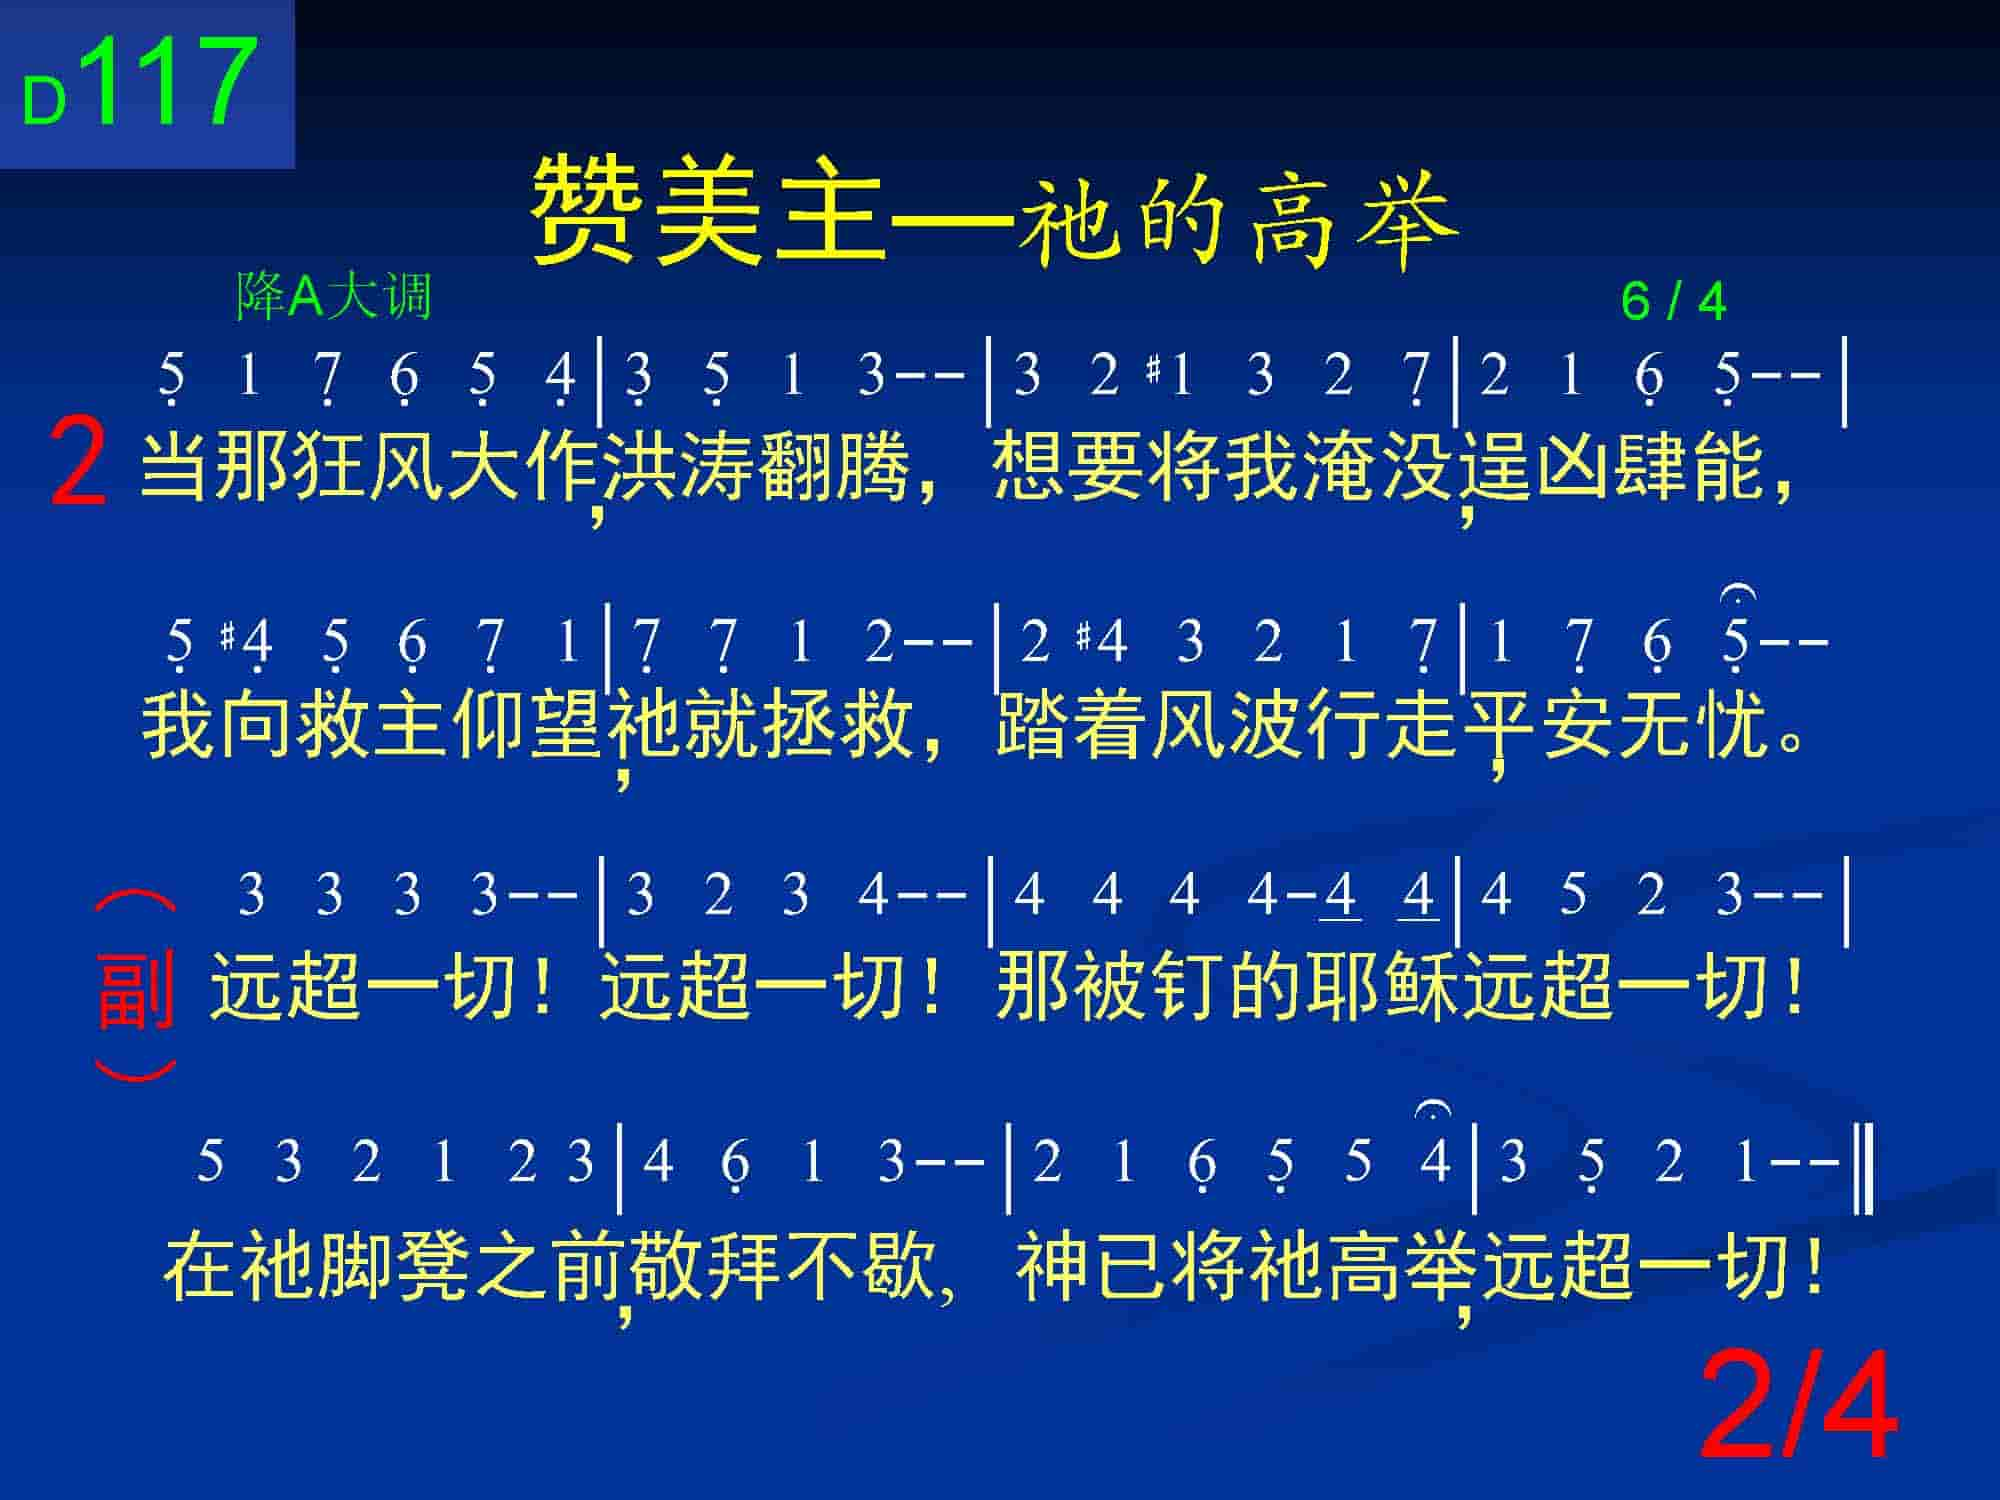 D117
赞美主—祂的高举
降A大调 6 / 4
5̣ 1 7̣ 6̣ 5̣ 4̣ | 3̣ 5̣ 1 3-- | 3 2 #1 3 2 7̣ | 2 1 6̣ 5̣-- |
2 当那狂风大作,洪涛翻腾，想要将我淹没,逞凶肆能，
5̣ #4̣ 5̣ 6̣ 7̣ 1 | 7̣ 7̣ 1 2-- | 2 #4 3 2 1 7̣ | 1 7̣ 6̣ 5̣--
我向救主仰望,祂就拯救，踏着风波行走,平安无忧。
3 3 3 3-- | 3 2 3 4-- | 4 4 4 4-4 4 | 4 5 2 3-- |
（副） 远超一切！远超一切！那被钉的耶稣远超一切！
5 3 2 1 2 3 | 4 6̣ 1 3-- | 2 1 6̣ 5̣ 5 4 | 3 5̣ 2 1-- ‖
在祂脚凳之前,敬拜不歇, 神已将祂高举,远超一切！
2/4